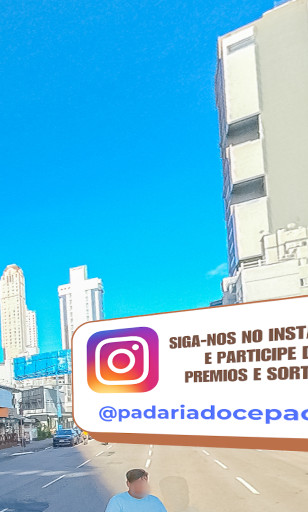 SIGA-NOS NO INSTA
E PARTICIPE D
PREMIOS E SORT
@padariadocepad